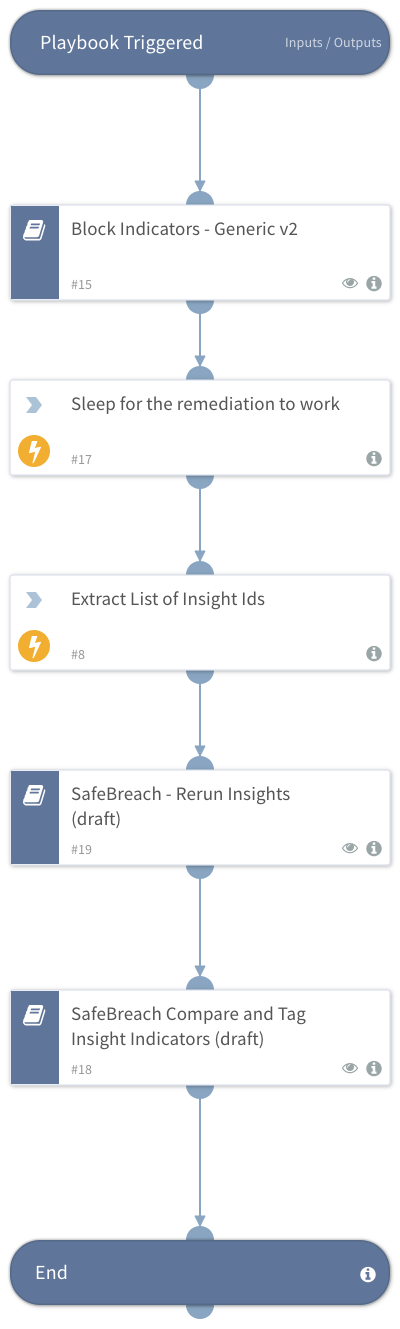 Playbook Triggered
Inputs / Outputs
Block Indicators - Generic v2
#15
Sleep for the remediation to work
#17
Extract List of Insight Ids
#8
SafeBreach - Rerun Insights
(draft)
#19
SafeBreach Compare and Tag
Insight Indicators (draft)
#18
End